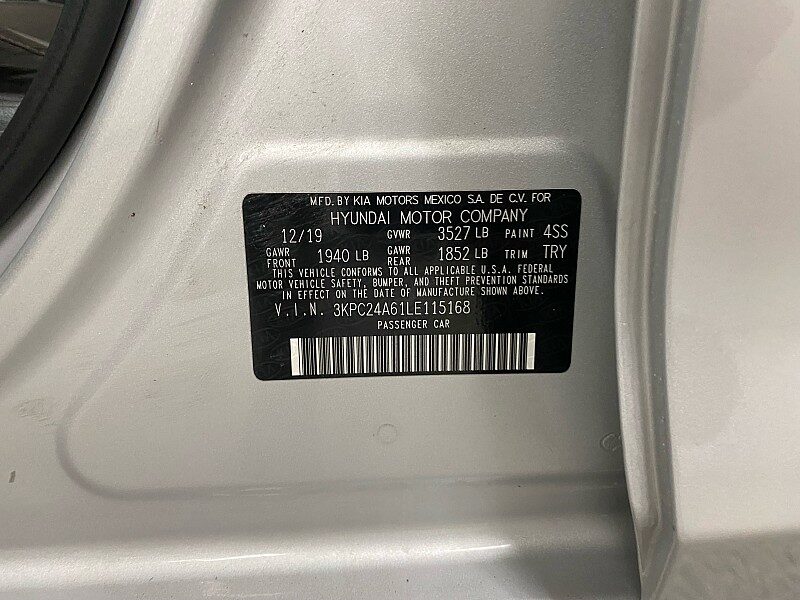 MFD. BY KIA MOTORS MEXICO S.A. DE C.V. FOR
HYUNDAI MOTOR COMPANY
12/19 GVWR 3527 LB PAINT 4SS
GAWR FRONT 1940 LB GAWR REAR 1852 LB TRIM TRY
THIS VEHICLE CONFORMS TO ALL APPLICABLE U.S.A. FEDERAL
MOTOR VEHICLE SAFETY, BUMPER, AND THEFT PREVENTION STANDARDS
IN EFFECT ON THE DATE OF MANUFACTURE SHOWN ABOVE.
V.I.N. 3KPC24A61LE115168
PASSENGER CAR